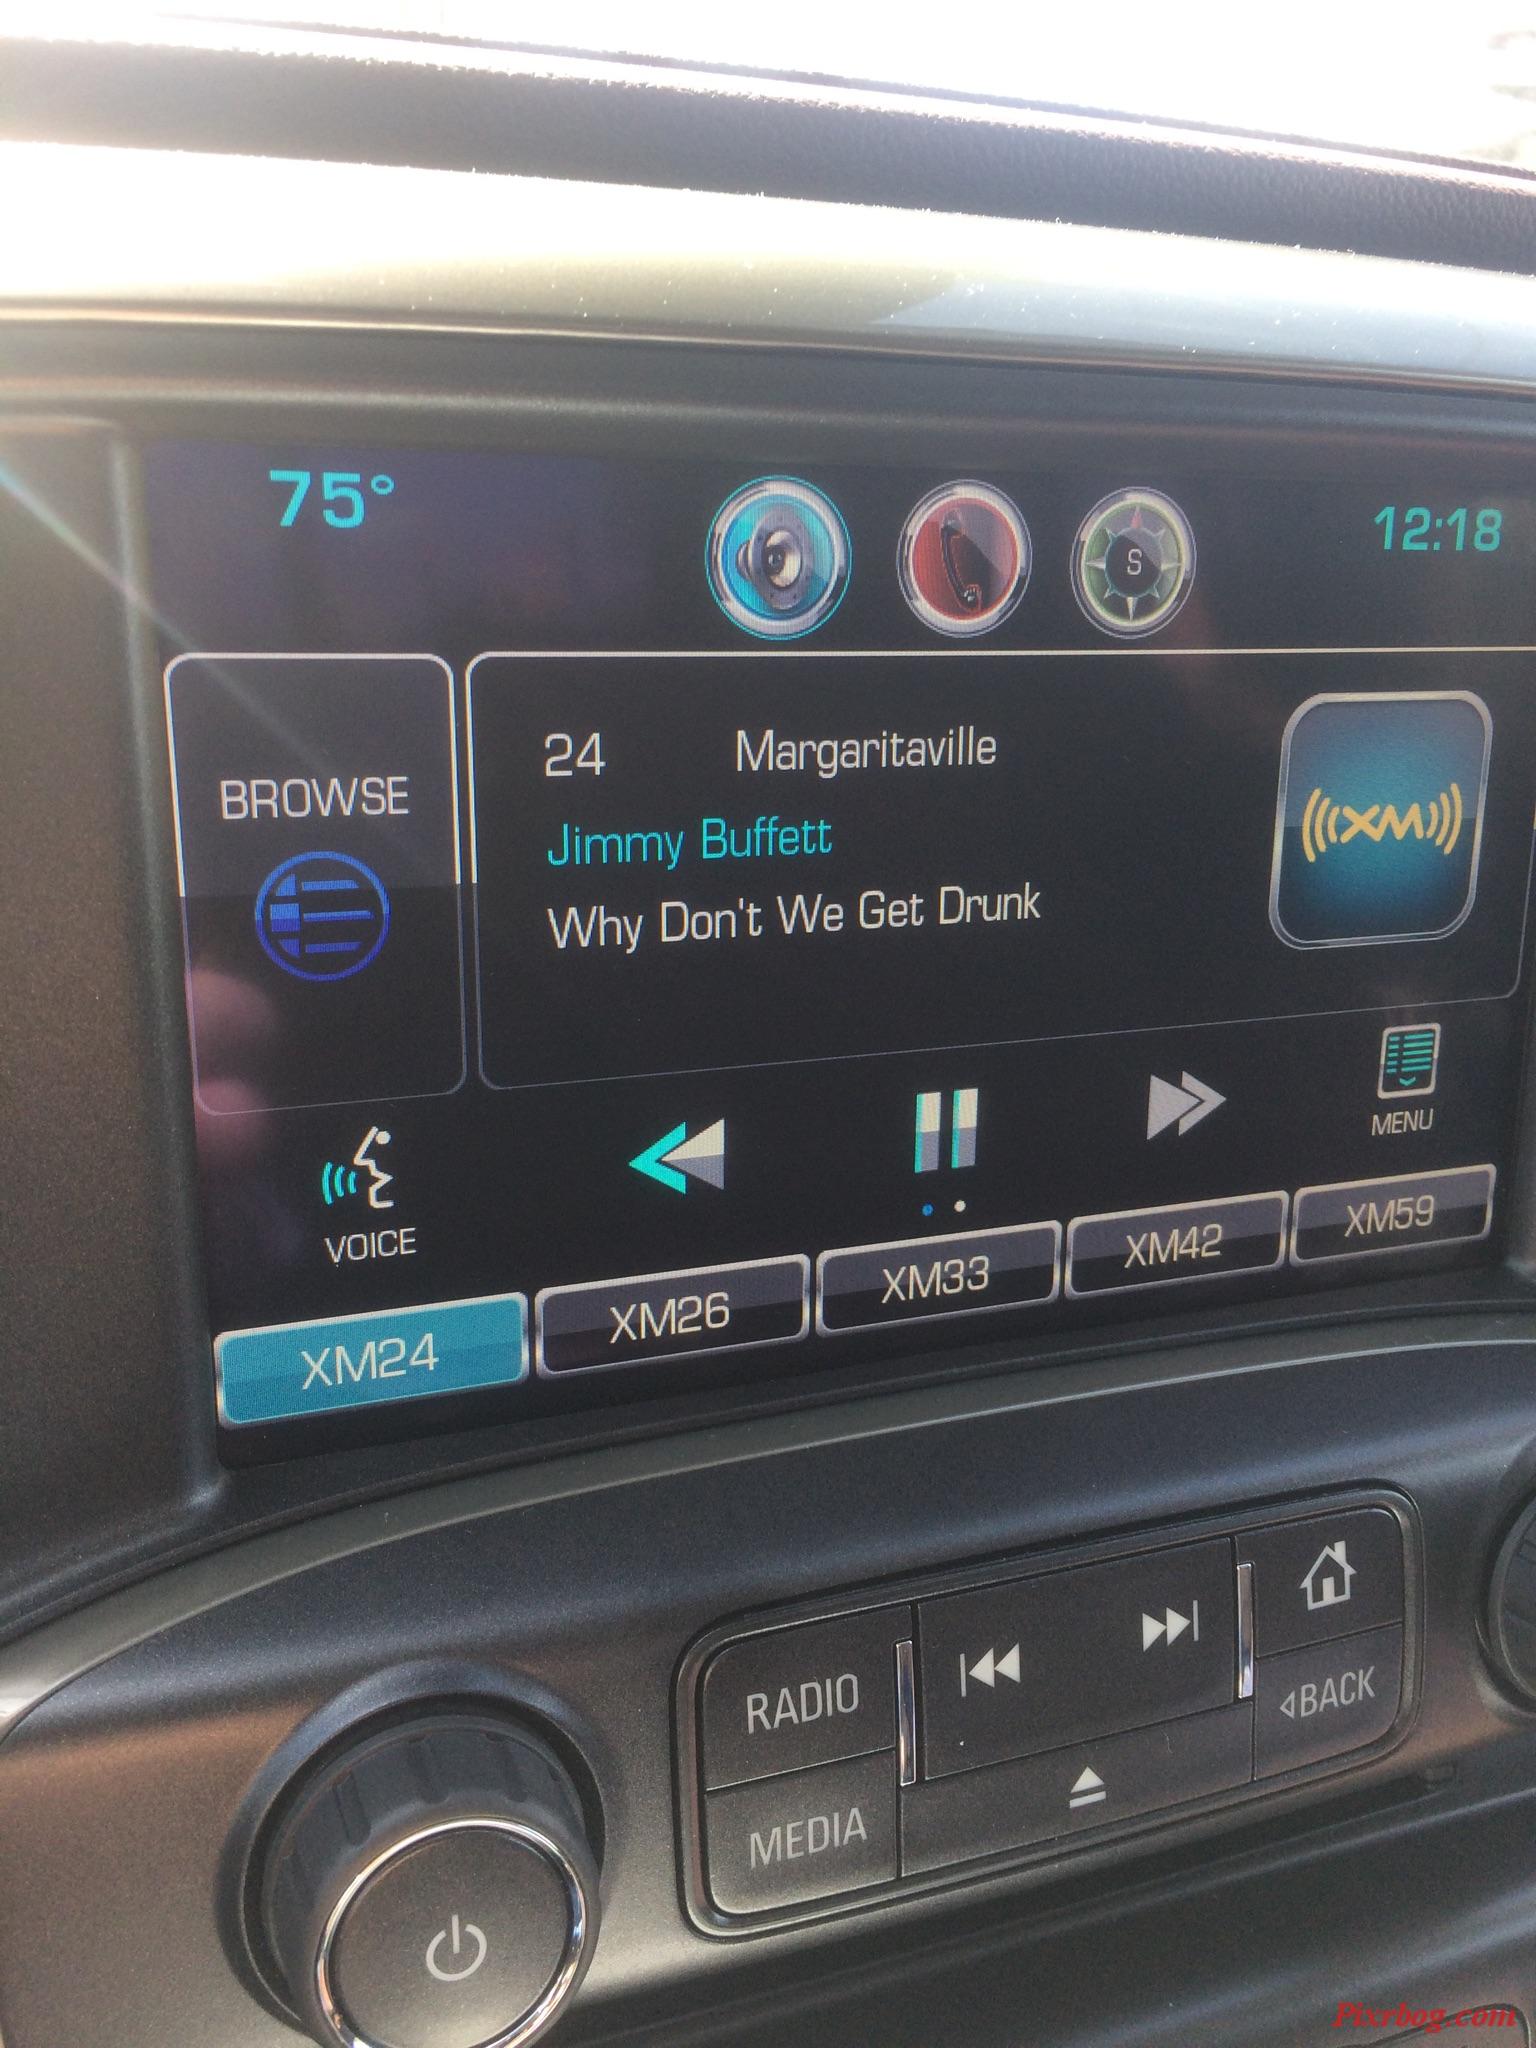 75°
12:18
S
BROWSE
24 Margaritaville
Jimmy Buffett
Why Don't We Get Drunk
((((XM))))
MENU
VOICE
XM24 XM26 XM33 XM42 XM59
RADIO
MEDIA
BACK
Pixrbog.com